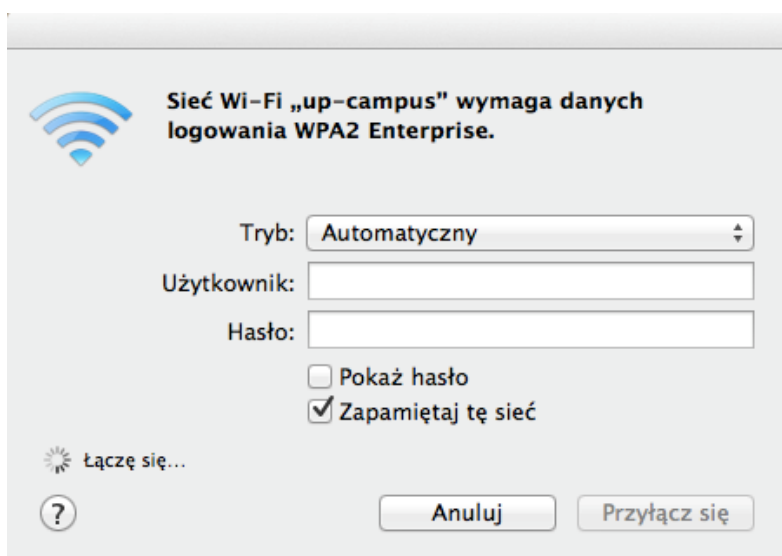 Sieć Wi-Fi „up-campus” wymaga danych
logowania WPA2 Enterprise.
Tryb: Automatyczny
Użytkownik:
Hasło:
Pokaż hasło
Zapamiętaj tę sieć
Łączę się...
? Anuluj Przyłącz się